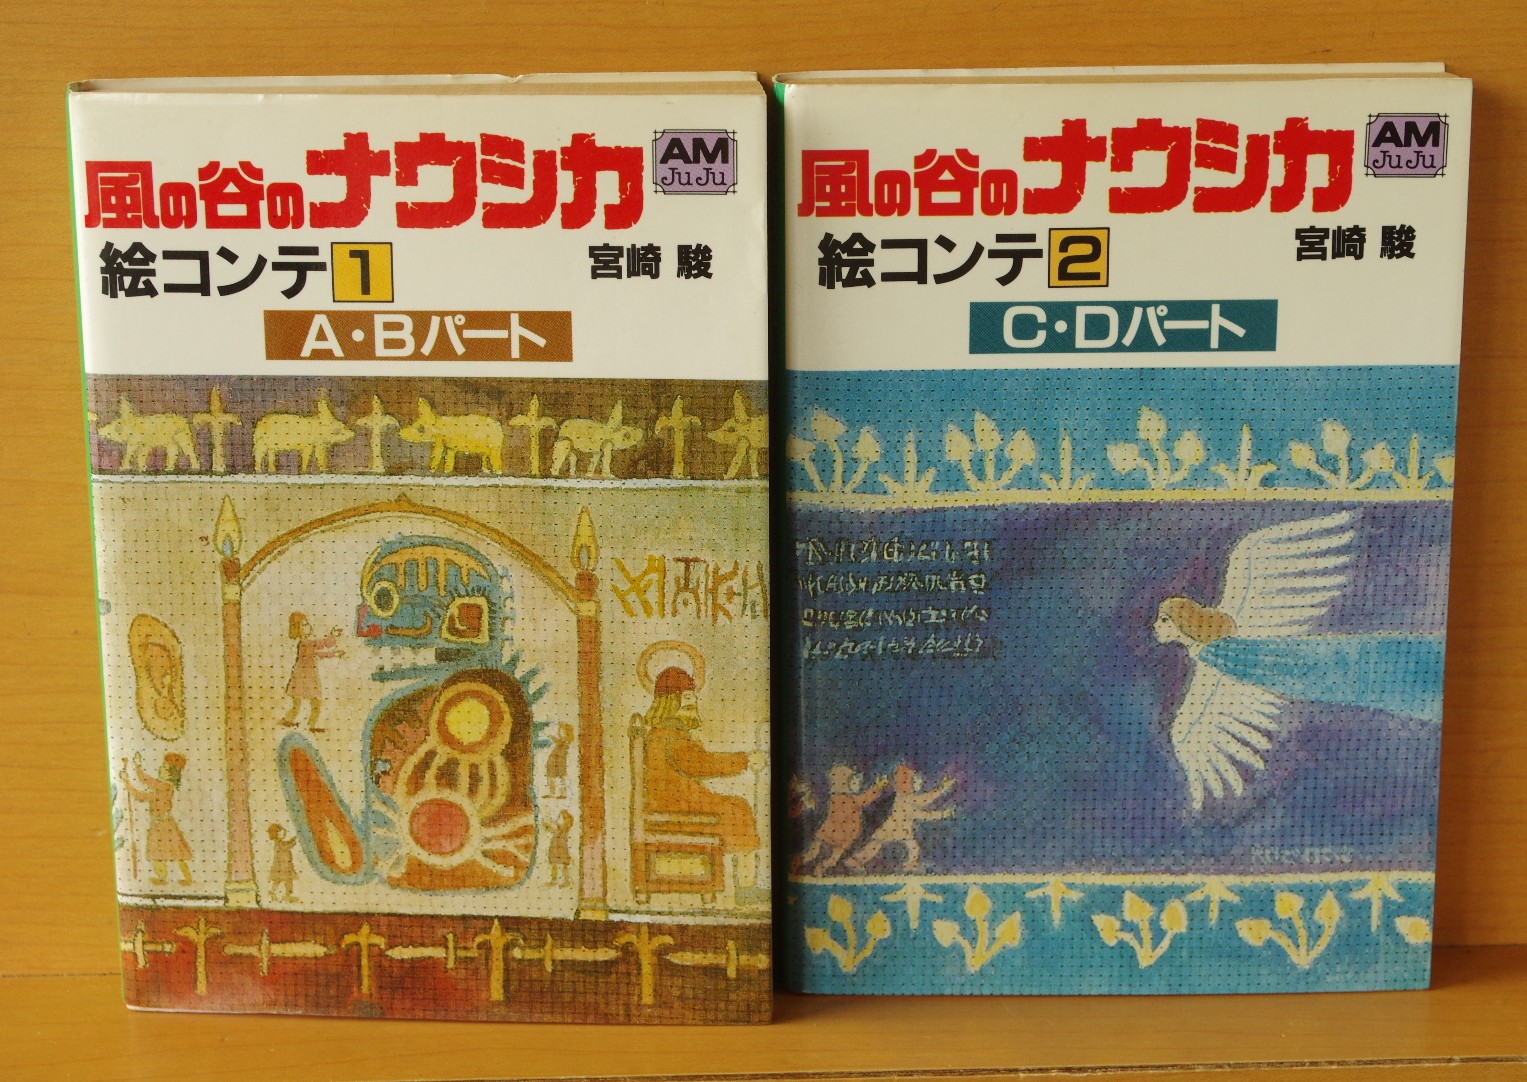 風の谷のナウシカ
AM
JuJu
絵コンテ1
宮崎 駿
A・Bパート
風の谷のナウシカ
AM
JuJu
絵コンテ2
宮崎 駿
C・Dパート